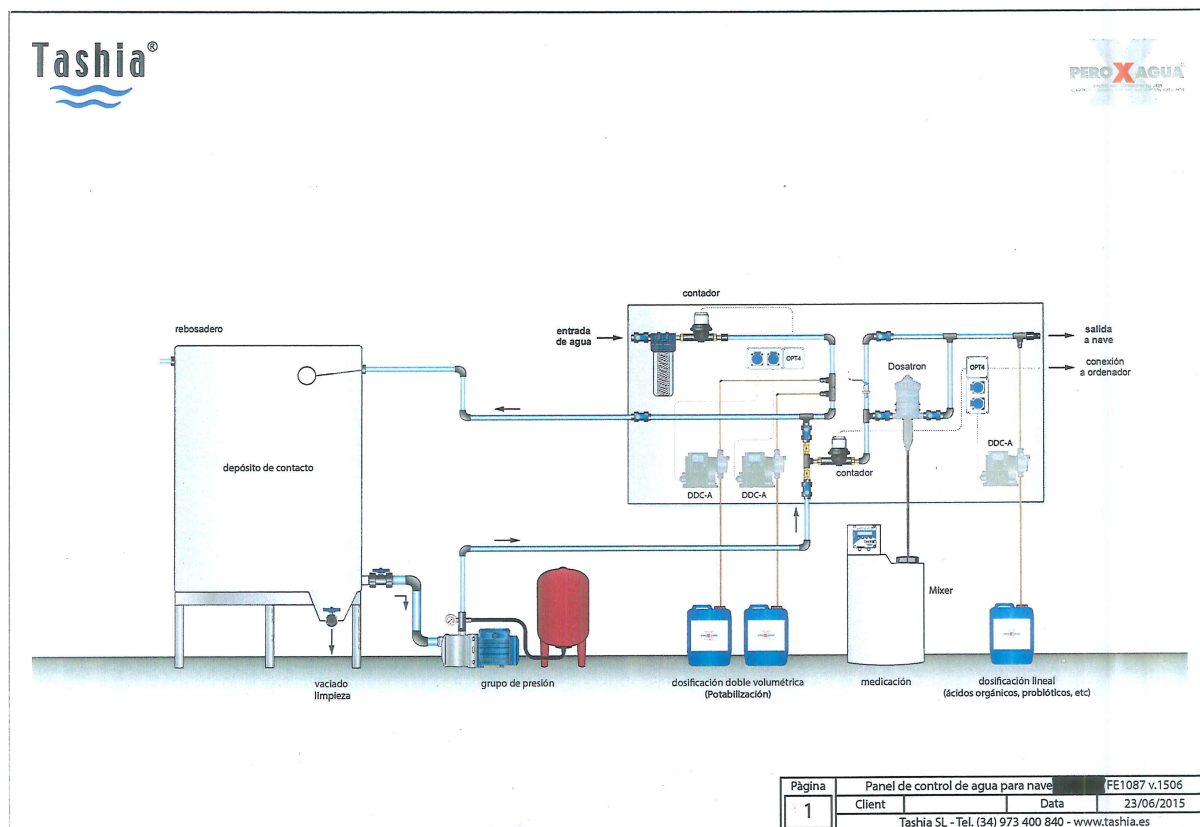 Tashia®
PEROXAGUA
contador
rebosadero
entrada
de agua
salida
a nave
OPT4
Dosatron
OPT4
conexión
a ordenador
depósito de contacto
contador
DDC-A
DDC-A
DDC-A
Mixer
vaciado
limpieza
grupo de presión
dosificación doble volumétrica
(Potabilización)
medicación
dosificación lineal
(ácidos orgánicos, probióticos, etc)
Pàgina
Panel de control de agua para nave
FE1087 v.1506
1
Client
Data
23/06/2015
Tashia SL - Tel. (34) 973 400 840 - www.tashia.es